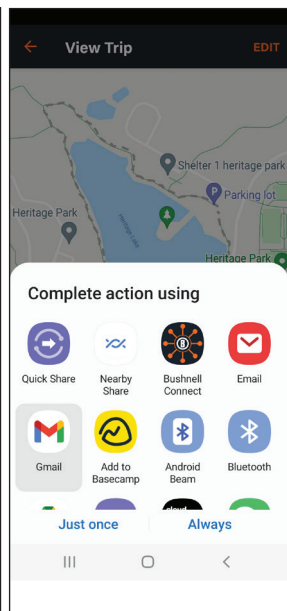 View Trip
EDIT
Shelter 1 heritage park
Parking lot
Heritage Park
Heritage Lake
Heritage Park
Complete action using
Quick Share
Nearby Share
Bushnell Connect
Email
Gmail
Add to Basecamp
Android Beam
Bluetooth
cloud
Just once
Always